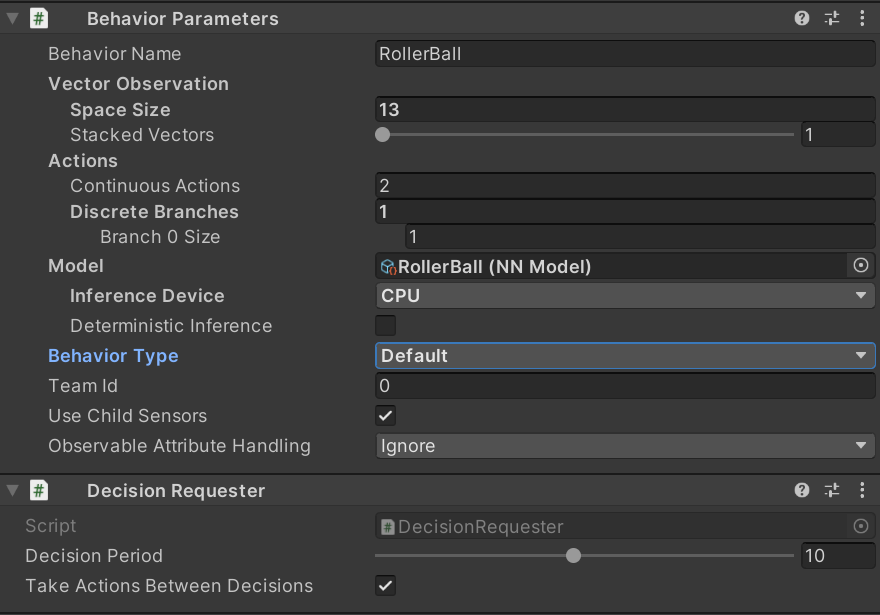 Behavior Parameters
Behavior Name RollerBall
Vector Observation
Space Size 13
Stacked Vectors 1
Actions
Continuous Actions 2
Discrete Branches 1
Branch 0 Size 1
Model RollerBall (NN Model)
Inference Device CPU
Deterministic Inference
Behavior Type Default
Team Id 0
Use Child Sensors
Observable Attribute Handling Ignore
# Decision Requester
Script # DecisionRequester
Decision Period 10
Take Actions Between Decisions